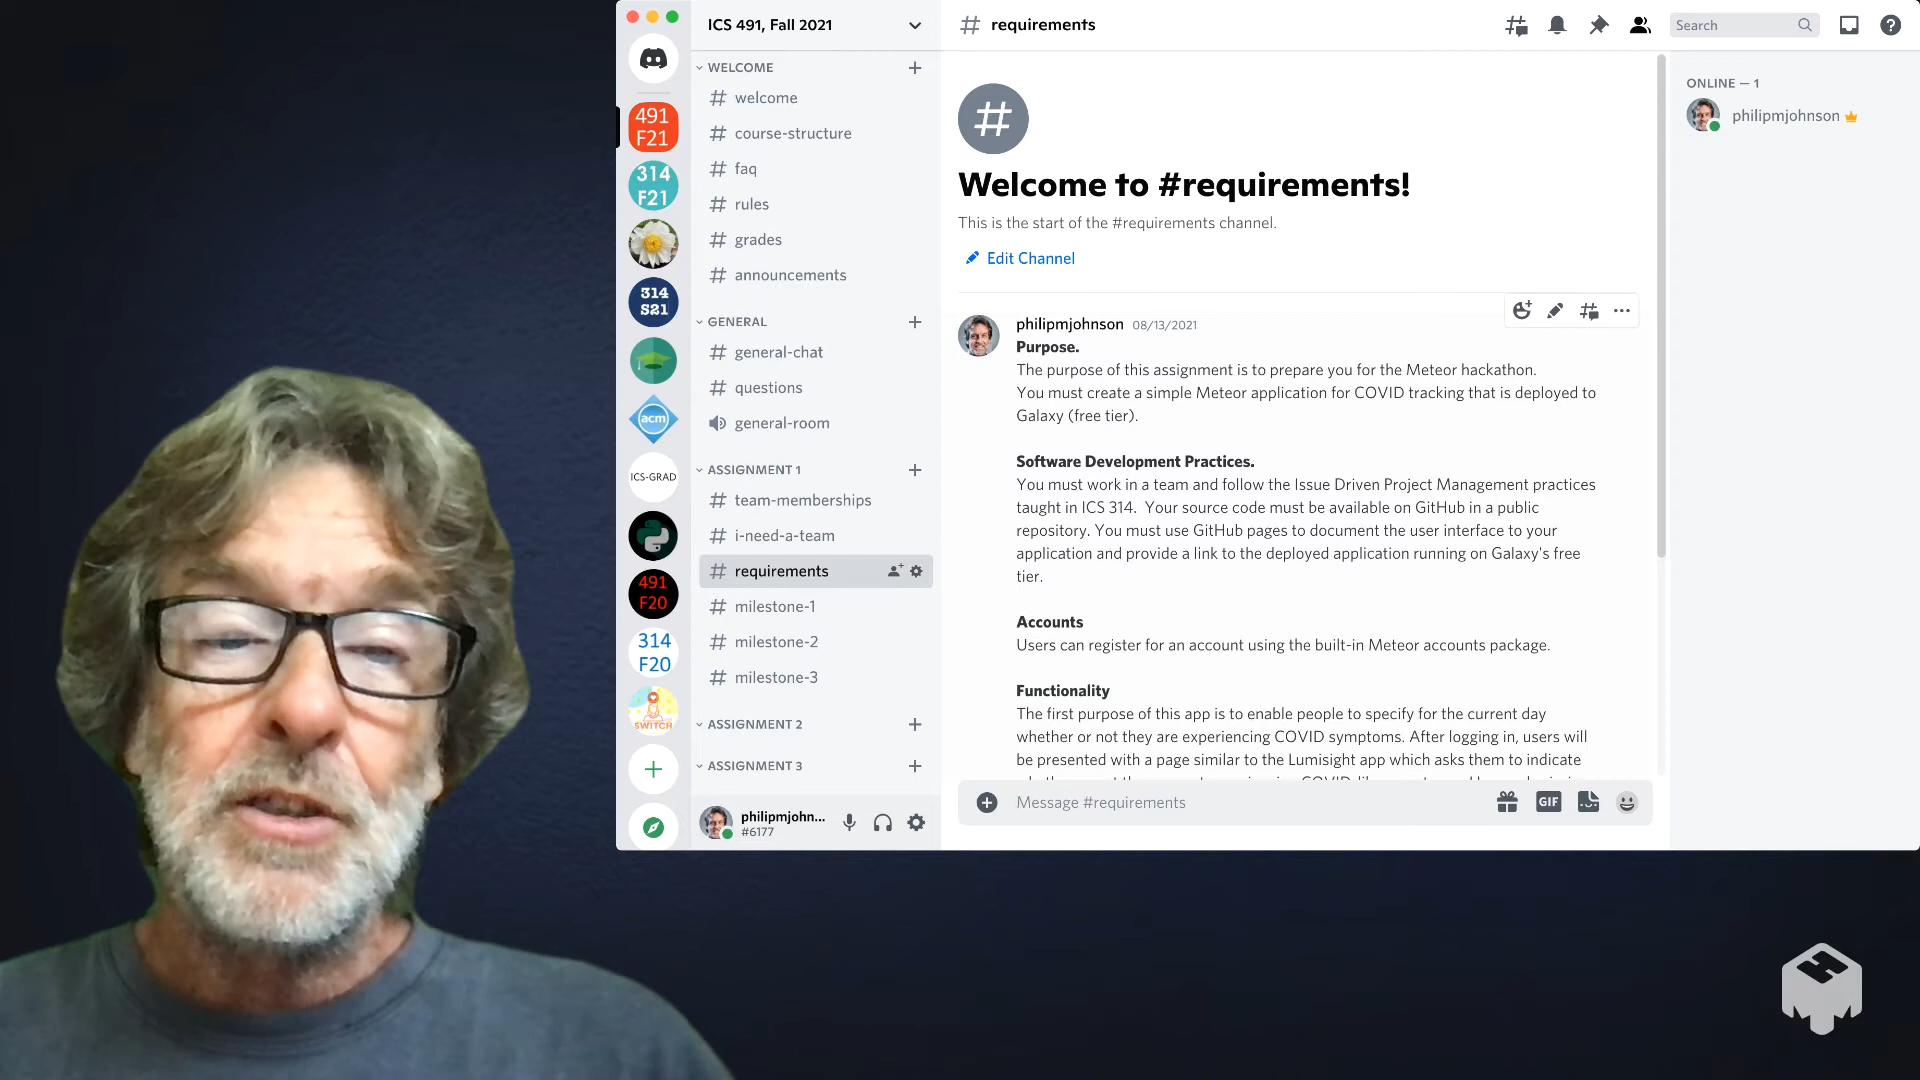 491
F21
314
F21
314
S21
acm
ICS-GRAD
491
F20
314
F20
SWITCH
ICS 491, Fall 2021
WELCOME
welcome
course-structure
faq
rules
grades
announcements
GENERAL
general-chat
questions
general-room
ASSIGNMENT 1
team-memberships
i-need-a-team
requirements
milestone-1
milestone-2
milestone-3
ASSIGNMENT 2
ASSIGNMENT 3
philipmjohn...
#6177
# requirements
Search
#
Welcome to #requirements!
This is the start of the #requirements channel.
Edit Channel
philipmjohnson 08/13/2021
Purpose.
The purpose of this assignment is to prepare you for the Meteor hackathon.
You must create a simple Meteor application for COVID tracking that is deployed to
Galaxy (free tier).
Software Development Practices.
You must work in a team and follow the Issue Driven Project Management practices
taught in ICS 314. Your source code must be available on GitHub in a public
repository. You must use GitHub pages to document the user interface to your
application and provide a link to the deployed application running on Galaxy's free
tier.
Accounts
Users can register for an account using the built-in Meteor accounts package.
Functionality
The first purpose of this app is to enable people to specify for the current day
whether or not they are experiencing COVID symptoms. After logging in, users will
be presented with a page similar to the Lumisight app which asks them to indicate
Message #requirements
GIF
ONLINE — 1
philipmjohnson